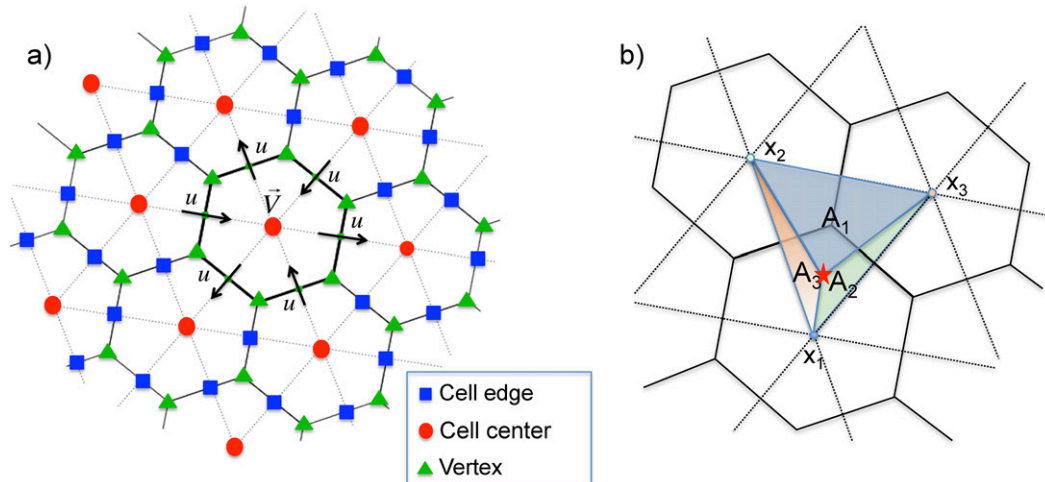 a)
u
u
u
V⃗
u
u
u
Cell edge
Cell center
Vertex
b)
x₂
x₃
A₁
A₃
A₂
x₁